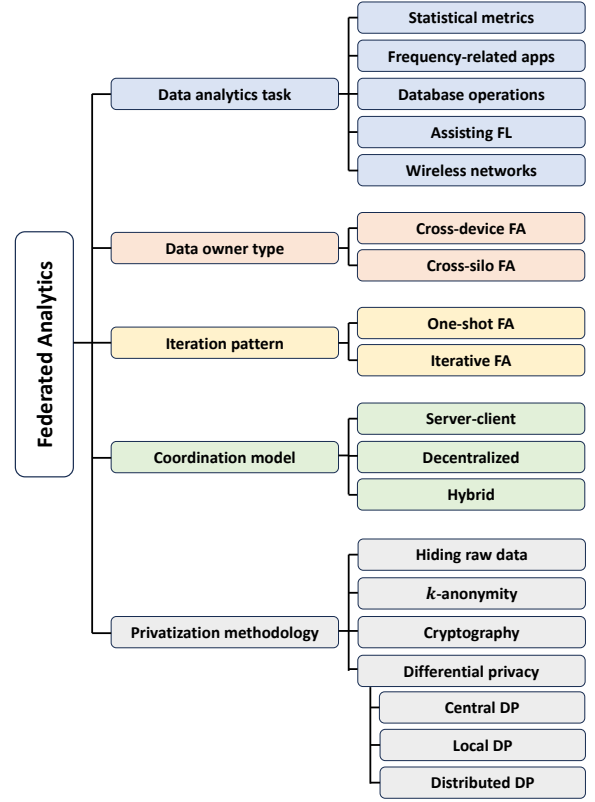 Federated Analytics
Data analytics task
Statistical metrics
Frequency-related apps
Database operations
Assisting FL
Wireless networks
Data owner type
Cross-device FA
Cross-silo FA
Iteration pattern
One-shot FA
Iterative FA
Coordination model
Server-client
Decentralized
Hybrid
Privatization methodology
Hiding raw data
k-anonymity
Cryptography
Differential privacy
Central DP
Local DP
Distributed DP